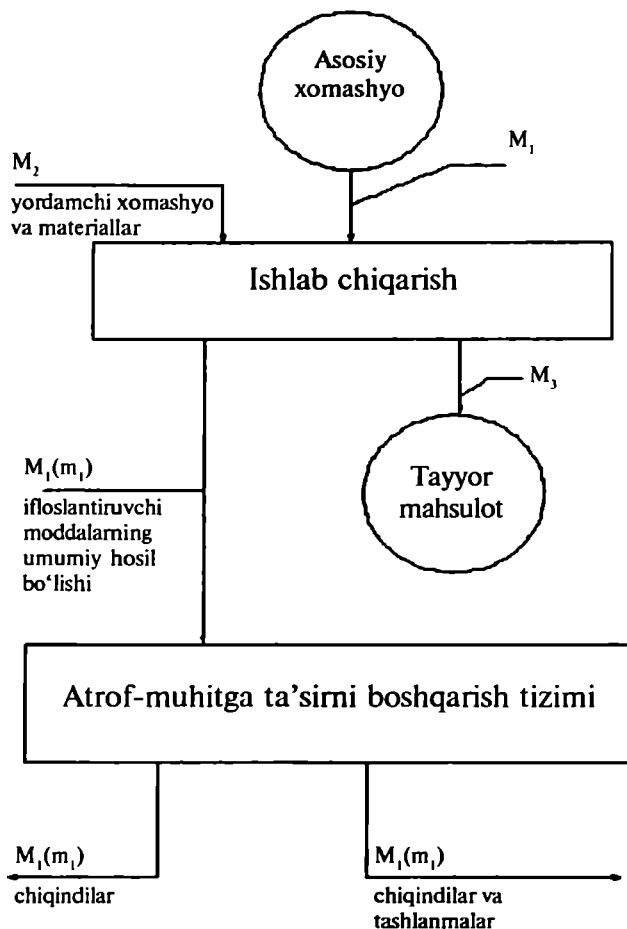 Asosiy
xomashyo
M₁
M₂
yordamchi xomashyo
va materiallar
Ishlab chiqarish
M₃
M₁(m₁)
ifloslantiruvchi
moddalarning
umumiy hosil
bo‘lishi
Tayyor
mahsulot
Atrof-muhitga ta’sirni boshqarish tizimi
M₁(m₁)
chiqindilar
M₁(m₁)
chiqindilar va
tashlanmalar